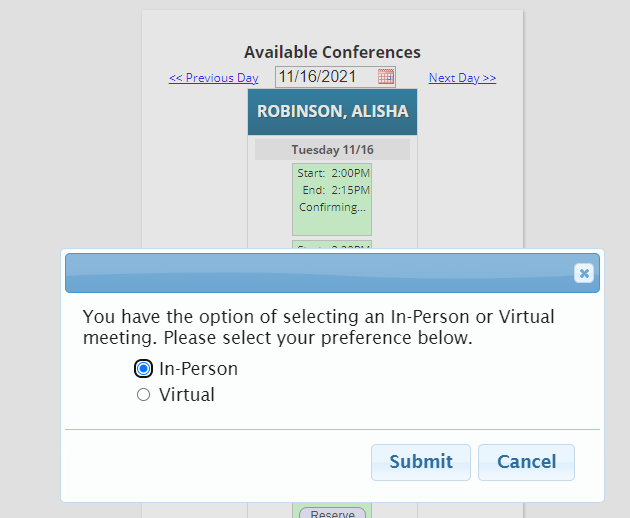 Available Conferences
<< Previous Day 11/16/2021 Next Day >>
ROBINSON, ALISHA
Tuesday 11/16
Start: 2:00PM
End: 2:15PM
Confirming...
You have the option of selecting an In-Person or Virtual
meeting. Please select your preference below.
In-Person
Virtual
Submit Cancel
Reserve